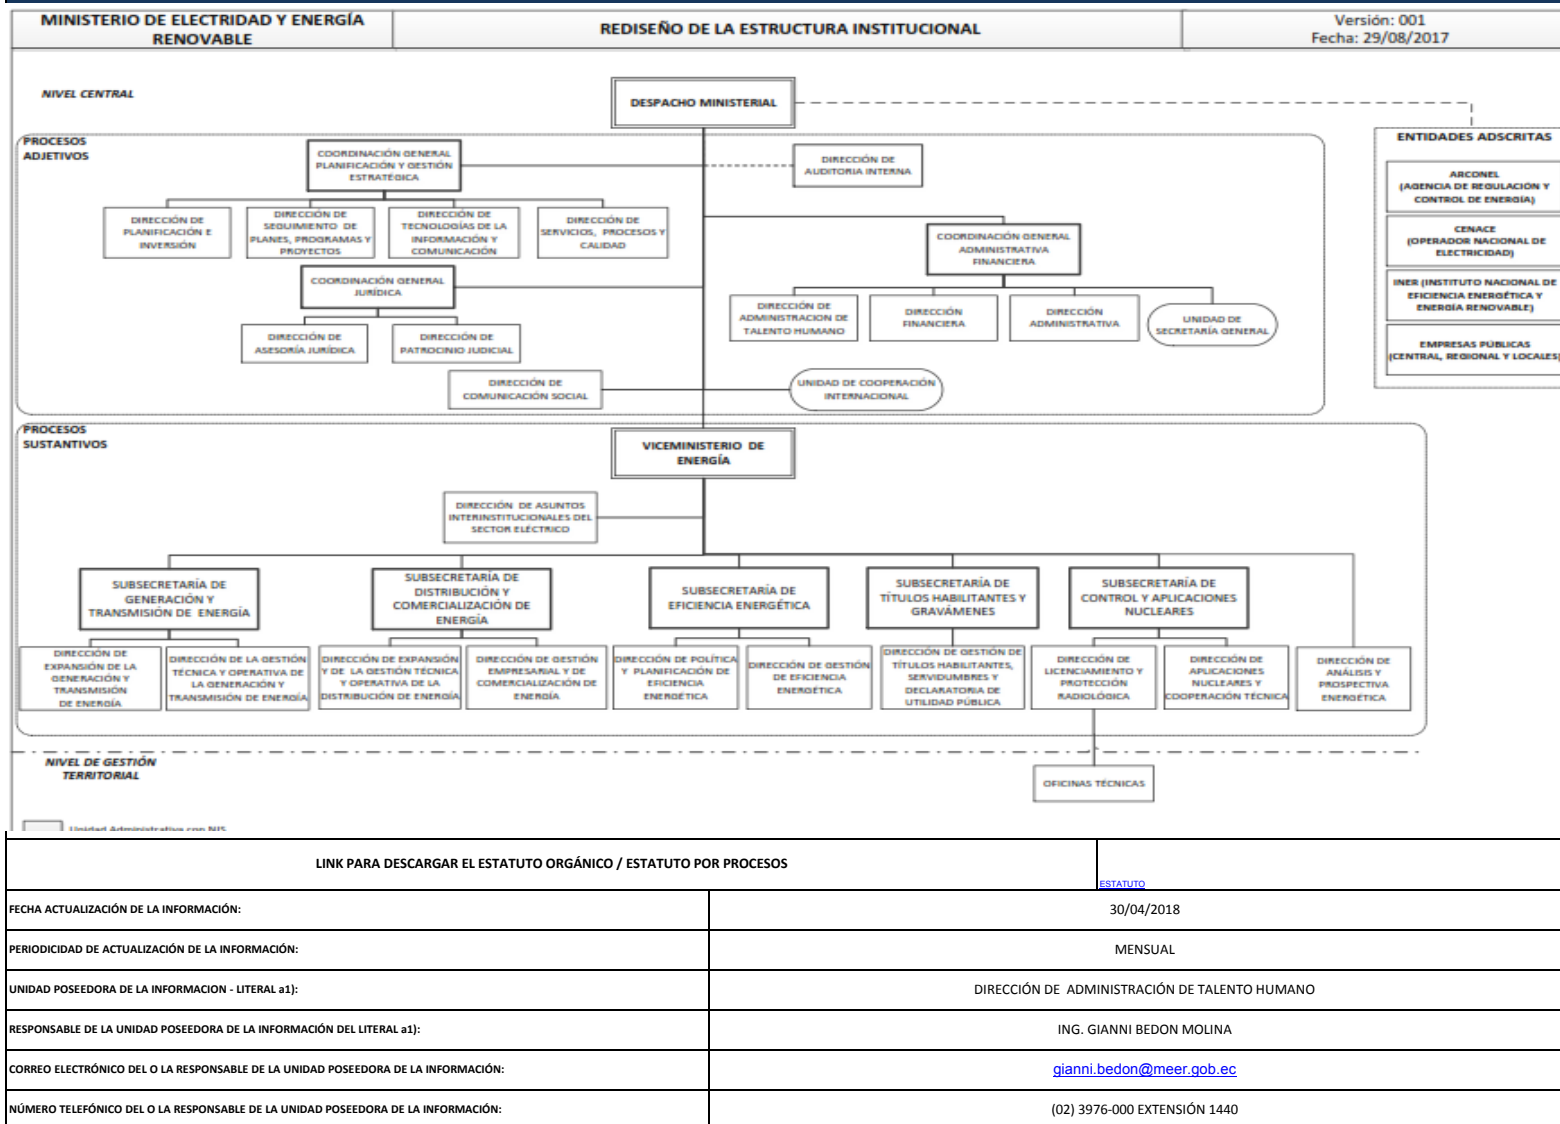 MINISTERIO DE ELECTRIDAD Y ENERGÍA
RENOVABLE
REDISEÑO DE LA ESTRUCTURA INSTITUCIONAL
Versión: 001
Fecha: 29/08/2017
NIVEL CENTRAL
DESPACHO MINISTERIAL
PROCESOS
ADJETIVOS
COORDINACIÓN GENERAL
PLANIFICACIÓN Y GESTIÓN
ESTRATÉGICA
DIRECCIÓN DE
AUDITORIA INTERNA
ENTIDADES ADSCRITAS
ARCONEL
(AGENCIA DE REGULACIÓN Y
CONTROL DE ENERGÍA)
CENACE
(OPERADOR NACIONAL DE
ELECTRICIDAD)
INER (INSTITUTO NACIONAL DE
EFICIENCIA ENERGÉTICA Y
ENERGÍA RENOVABLE)
EMPRESAS PÚBLICAS
(CENTRAL, REGIONAL Y LOCALES)
DIRECCIÓN DE
PLANIFICACIÓN E
INVERSIÓN
DIRECCIÓN DE
SEGUIMIENTO DE
PLANES, PROGRAMAS Y
PROYECTOS
DIRECCIÓN DE
TECNOLOGÍAS DE LA
INFORMACIÓN Y
COMUNICACIÓN
DIRECCIÓN DE
SERVICIOS, PROCESOS Y
CALIDAD
COORDINACIÓN GENERAL
ADMINISTRATIVA
FINANCIERA
COORDINACIÓN GENERAL
JURÍDICA
DIRECCIÓN DE
ADMINISTRACION DE
TALENTO HUMANO
DIRECCIÓN
FINANCIERA
DIRECCIÓN
ADMINISTRATIVA
UNIDAD DE
SECRETARÍA GENERAL
DIRECCIÓN DE
ASESORÍA JURÍDICA
DIRECCIÓN DE
PATROCINIO JUDICIAL
DIRECCIÓN DE
COMUNICACIÓN SOCIAL
UNIDAD DE COOPERACIÓN
INTERNACIONAL
PROCESOS
SUSTANTIVOS
VICEMINISTERIO DE
ENERGÍA
DIRECCIÓN DE ASUNTOS
INTERINSTITUCIONALES DEL
SECTOR ELÉCTRICO
SUBSECRETARÍA DE
GENERACIÓN Y
TRANSMISIÓN DE ENERGÍA
SUBSECRETARÍA DE
DISTRIBUCIÓN Y
COMERCIALIZACIÓN DE
ENERGÍA
SUBSECRETARÍA DE
EFICIENCIA ENERGÉTICA
SUBSECRETARÍA DE
TÍTULOS HABILITANTES Y
GRAVÁMENES
SUBSECRETARÍA DE
CONTROL Y APLICACIONES
NUCLEARES
DIRECCIÓN DE
EXPANSIÓN DE LA
GENERACIÓN Y
TRANSMISIÓN
DE ENERGÍA
DIRECCIÓN DE LA GESTIÓN
TÉCNICA Y OPERATIVA DE
LA GENERACIÓN Y
TRANSMISIÓN DE ENERGÍA
DIRECCIÓN DE EXPANSIÓN
Y DE LA GESTIÓN TÉCNICA
Y OPERATIVA DE LA
DISTRIBUCIÓN DE ENERGÍA
DIRECCIÓN DE GESTIÓN
EMPRESARIAL Y DE
COMERCIALIZACIÓN DE
ENERGÍA
DIRECCIÓN DE POLÍTICA
Y PLANIFICACIÓN DE
EFICIENCIA
ENERGÉTICA
DIRECCIÓN DE GESTIÓN
DE EFICIENCIA
ENERGÉTICA
DIRECCIÓN DE GESTIÓN DE
TÍTULOS HABILITANTES,
SERVIDUMBRES Y
DECLARATORIA DE
UTILIDAD PÚBLICA
DIRECCIÓN DE
LICENCIAMIENTO Y
PROTECCIÓN
RADIOLÓGICA
DIRECCIÓN DE
APLICACIONES
NUCLEARES Y
COOPERACIÓN TÉCNICA
DIRECCIÓN DE
ANÁLISIS Y
PROSPECTIVA
ENERGÉTICA
NIVEL DE GESTIÓN
TERRITORIAL
OFICINAS TÉCNICAS
Unidad Administrativa con NJS
LINK PARA DESCARGAR EL ESTATUTO ORGÁNICO / ESTATUTO POR PROCESOS
ESTATUTO
FECHA ACTUALIZACIÓN DE LA INFORMACIÓN:
30/04/2018
PERIODICIDAD DE ACTUALIZACIÓN DE LA INFORMACIÓN:
MENSUAL
UNIDAD POSEEDORA DE LA INFORMACION - LITERAL a1):
DIRECCIÓN DE ADMINISTRACIÓN DE TALENTO HUMANO
RESPONSABLE DE LA UNIDAD POSEEDORA DE LA INFORMACIÓN DEL LITERAL a1):
ING. GIANNI BEDON MOLINA
CORREO ELECTRÓNICO DEL O LA RESPONSABLE DE LA UNIDAD POSEEDORA DE LA INFORMACIÓN:
gianni.bedon@meer.gob.ec
NÚMERO TELEFÓNICO DEL O LA RESPONSABLE DE LA UNIDAD POSEEDORA DE LA INFORMACIÓN:
(02) 3976-000 EXTENSIÓN 1440